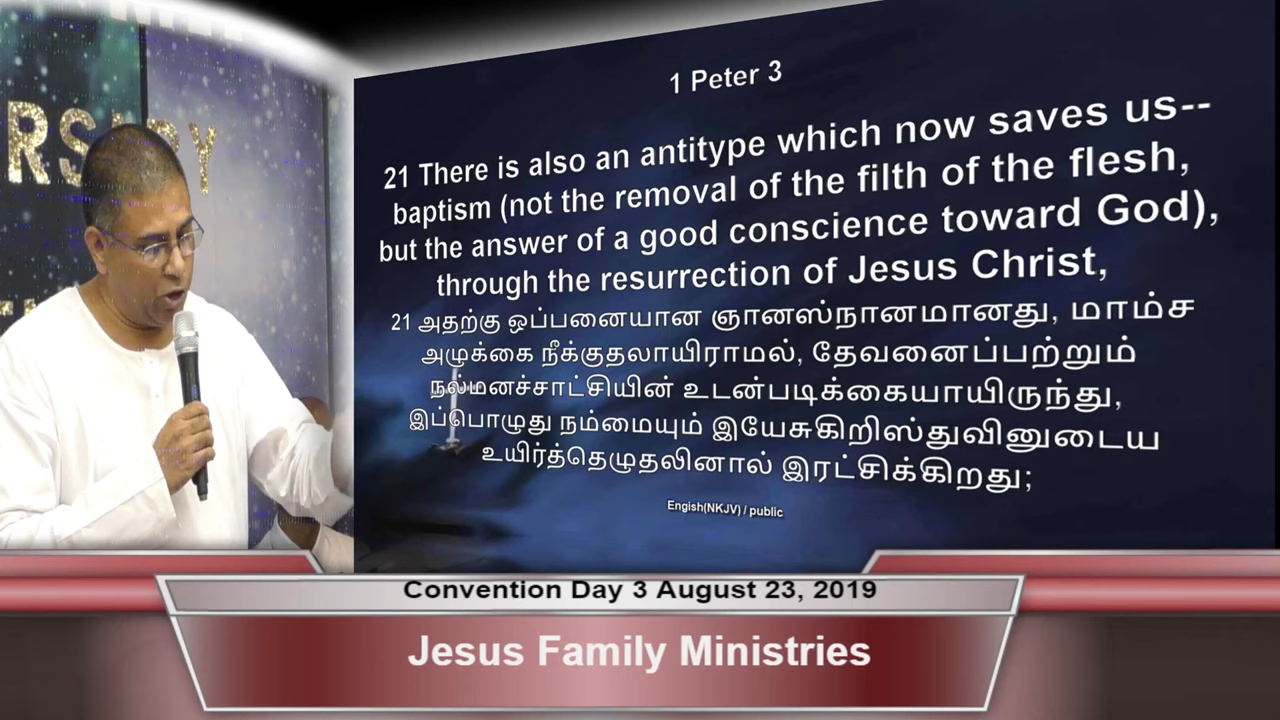 1 Peter 3
21 There is also an antitype which now saves us--
baptism (not the removal of the filth of the flesh,
but the answer of a good conscience toward God),
through the resurrection of Jesus Christ,
21 அதற்கு ஒப்பனையான ஞானஸ்நானமானது, மாம்ச
அழுக்கை நீக்குதலாயிராமல், தேவனைப்பற்றும்
நல்மனச்சாட்சியின் உடன்படிக்கையாயிருந்து,
இப்பொழுது நம்மையும் இயேசுகிறிஸ்துவினுடைய
உயிர்த்தெழுதலினால் இரட்சிக்கிறது;
Engish(NKJV) / public
Convention Day 3 August 23, 2019
Jesus Family Ministries